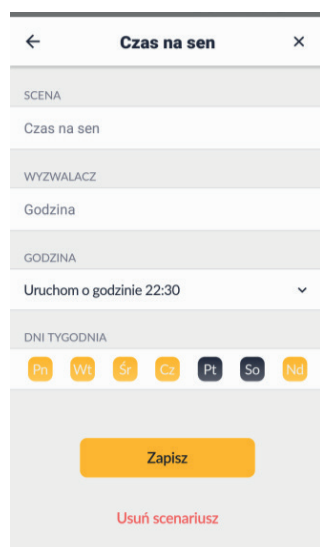 Czas na sen
SCENA
Czas na sen
WYZWALACZ
Godzina
GODZINA
Uruchom o godzinie 22:30
DNI TYGODNIA
Pn Wt Śr Cz Pt So Nd
Zapisz
Usuń scenariusz